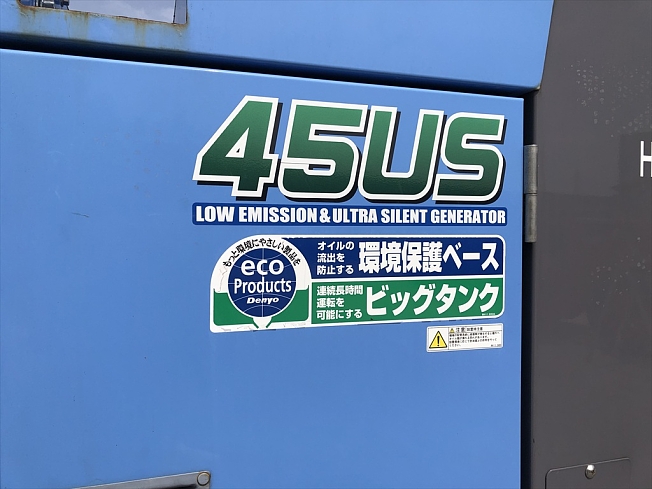 45US
LOW EMISSION & ULTRA SILENT GENERATOR
もっと環境にやさしい製品を
eco
Products
Denyo
オイルの
流出を
防止する
環境保護ベース
連続長時間
運転を
可能にする
ビッグタンク
注意
H